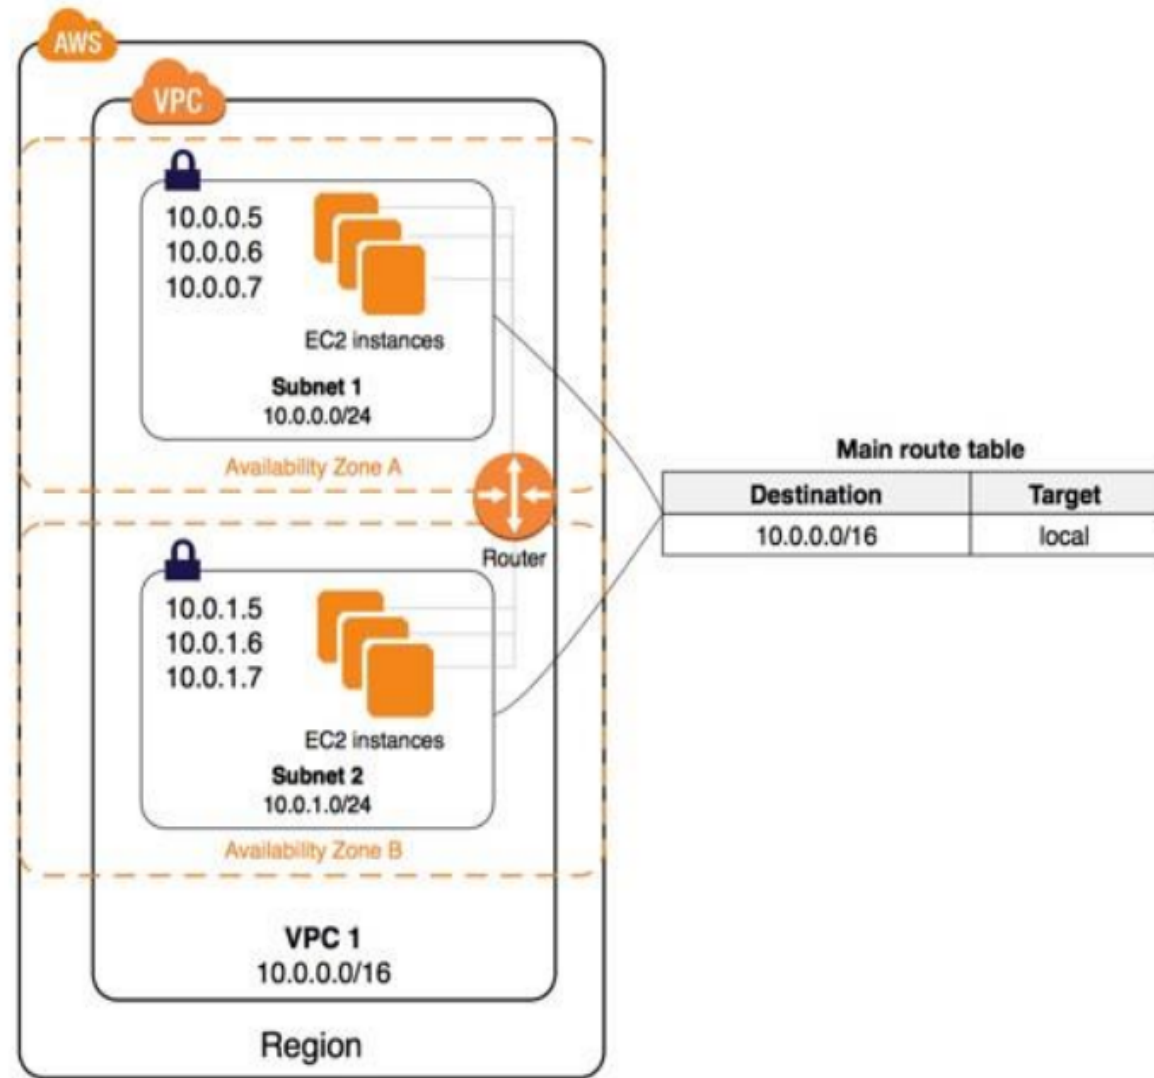 AWS
VPC
10.0.0.5
10.0.0.6
10.0.0.7
EC2 instances
Subnet 1
10.0.0.0/24
Availability Zone A
Router
10.0.1.5
10.0.1.6
10.0.1.7
EC2 instances
Subnet 2
10.0.1.0/24
Availability Zone B
VPC 1
10.0.0.0/16
Region
Main route table
Destination Target
10.0.0.0/16 local